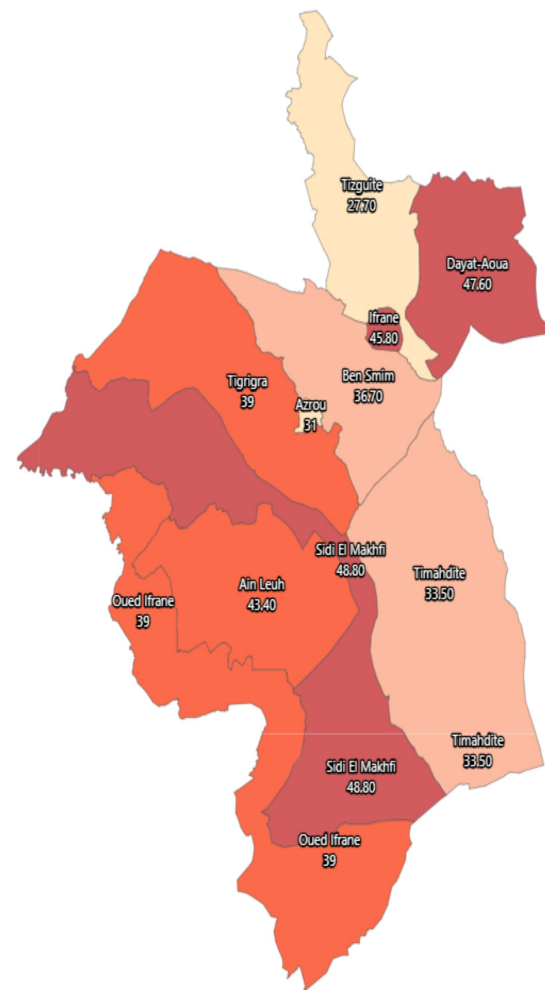 Tizguite
27.70
Dayat-Aoua
47.60
Ifrane
45.80
Ben Smim
36.70
Tigrigra
39
Azrou
31
Sidi El Makhfi
48.80
Timahdite
33.50
Ain Leuh
43.40
Oued Ifrane
39
Timahdite
33.50
Sidi El Makhfi
48.80
Oued Ifrane
39